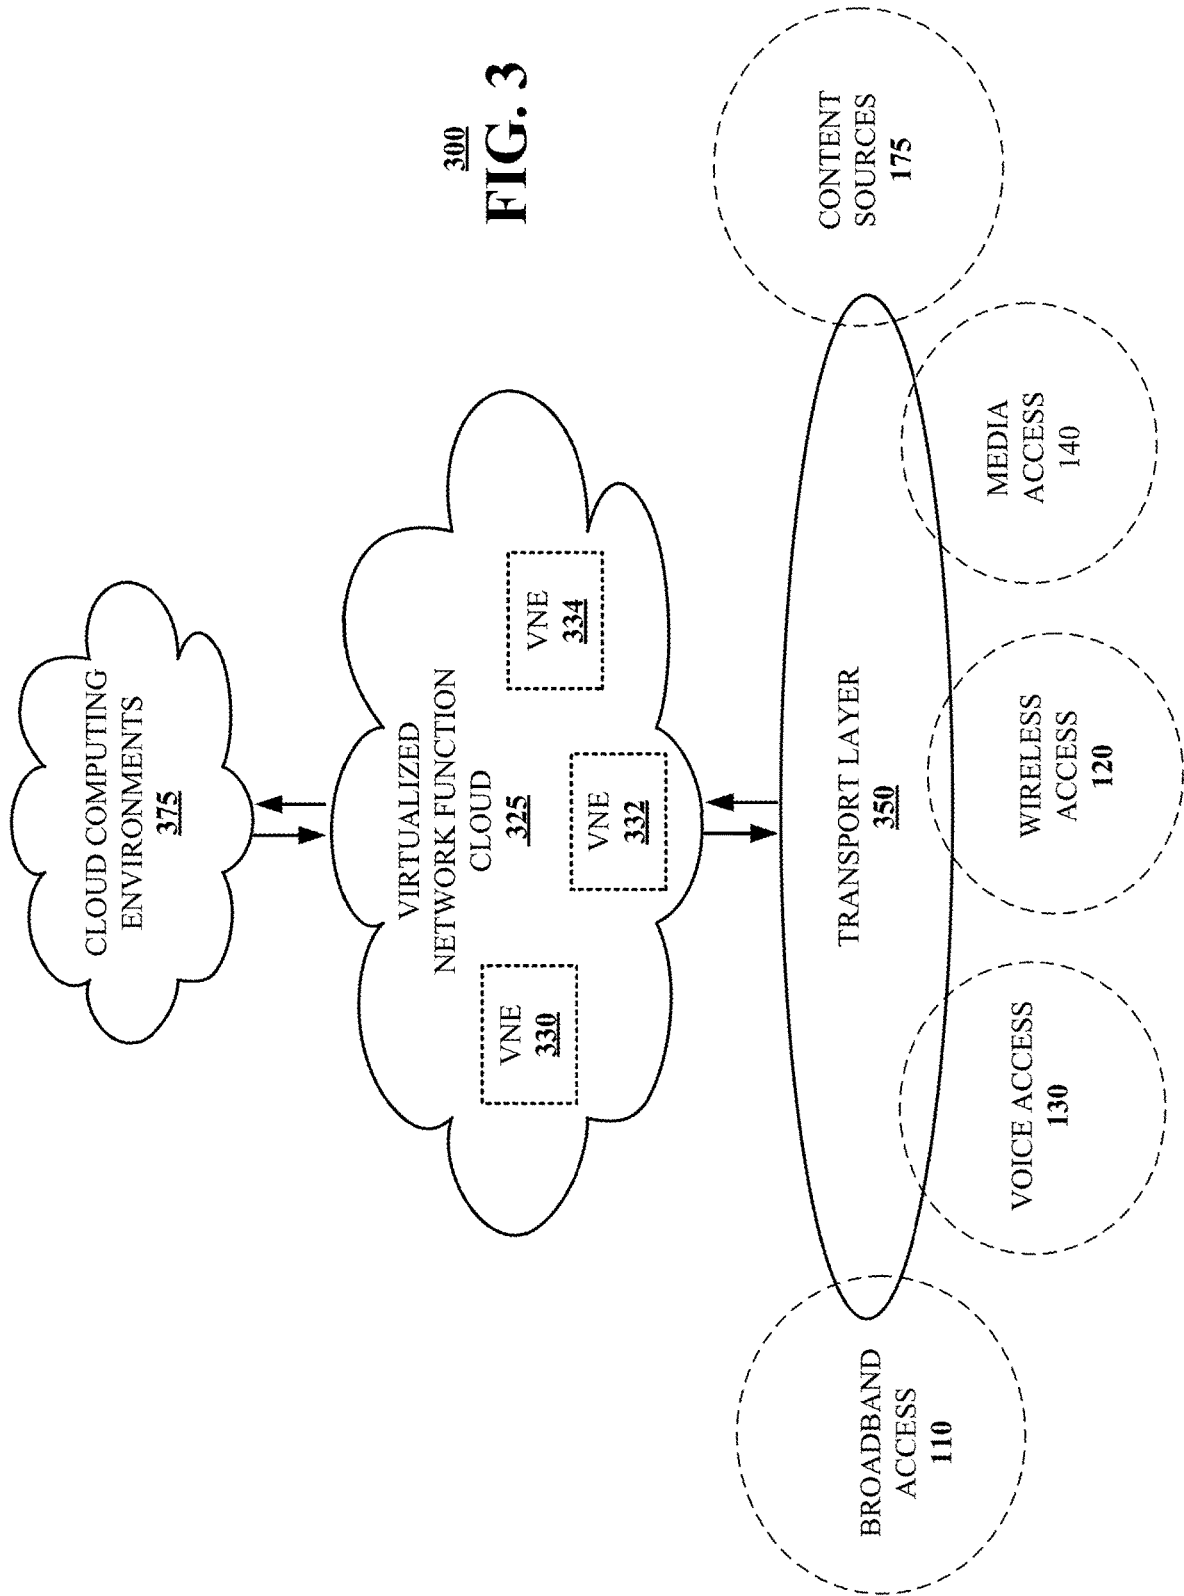 CLOUD COMPUTING
ENVIRONMENTS
375
VIRTUALIZED
NETWORK FUNCTION
CLOUD
325
VNE
330
VNE
332
VNE
334
300
FIG. 3
TRANSPORT LAYER
350
BROADBAND
ACCESS
110
VOICE ACCESS
130
WIRELESS
ACCESS
120
MEDIA
ACCESS
140
CONTENT
SOURCES
175